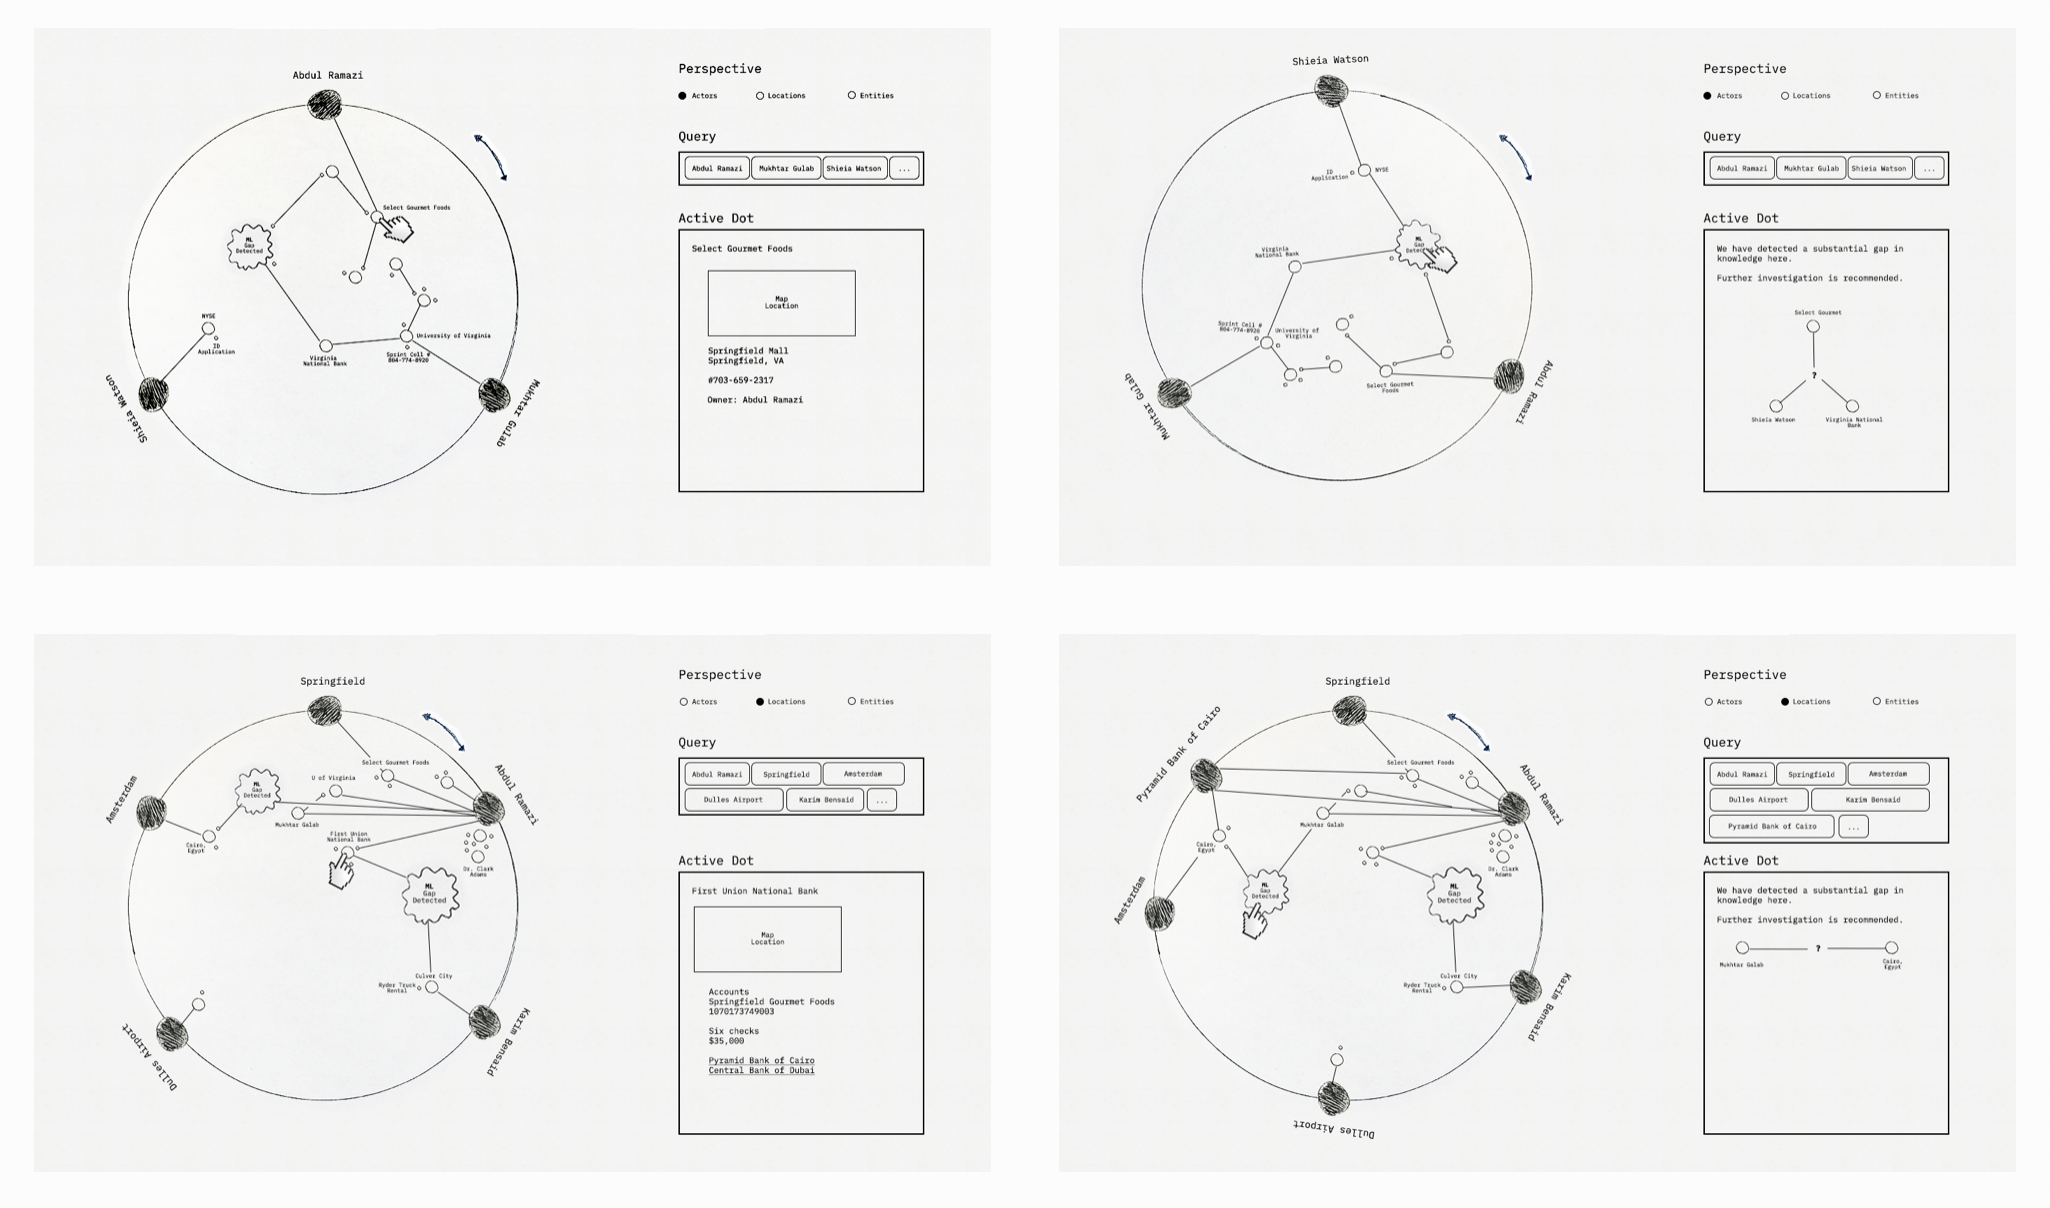 Abdul Ramazi
Select Gourmet Foods
ML
Gap
Detected
NYSE
ID
Application
Virginia
National Bank
University of Virginia
Sprint Cell #
804-774-8920
Shieia Watson
Mukhtar Gulab
Perspective
Actors Locations Entities
Query
Abdul Ramazi Mukhtar Gulab Shieia Watson ...
Active Dot
Select Gourmet Foods
Map
Location
Springfield Mall
Springfield, VA
#703-659-2317
Owner: Abdul Ramazi
Shieia Watson
ID
Application
NYSE
ML
Gap
Virginia
National Bank
Sprint Cell #
804-774-8920
University of
Virginia
Select Gourmet
Foods
Mukhtar Gulab
Abdul Ramazi
Perspective
Actors Locations Entities
Query
Abdul Ramazi Mukhtar Gulab Shieia Watson ...
Active Dot
We have detected a substantial gap in
knowledge here.
Further investigation is recommended.
Select Gourmet
?
Shieia Watson
Virginia National
Bank
Springfield
Amsterdam
Abdul Ramazi
Select Gourmet Foods
ML
Gap
Detected
U of Virginia
Mukhtar Galab
Cairo,
Egypt
First Union
National Bank
Dr. Clark
Adams
ML
Gap
Detected
Culver City
Ryder Truck
Rental
Dulles Airport
Karim Bensaid
Perspective
Actors Locations Entities
Query
Abdul Ramazi Springfield Amsterdam
Dulles Airport Karim Bensaid ...
Active Dot
First Union National Bank
Map
Location
Accounts
Springfield Gourmet Foods
1070173749003
Six checks
$35,000
Pyramid Bank of Cairo
Central Bank of Dubai
Springfield
Pyramid Bank of Cairo
Abdul Ramazi
Select Gourmet Foods
Mukhtar Galab
Cairo,
Egypt
Dr. Clark
Adams
ML
Gap
Detected
ML
Gap
Detected
Amsterdam
Culver City
Ryder Truck
Rental
Karim Bensaid
Dulles Airport
Perspective
Actors Locations Entities
Query
Abdul Ramazi Springfield Amsterdam
Dulles Airport Karim Bensaid
Pyramid Bank of Cairo ...
Active Dot
We have detected a substantial gap in
knowledge here.
Further investigation is recommended.
?
Mukhtar Galab
Cairo,
Egypt